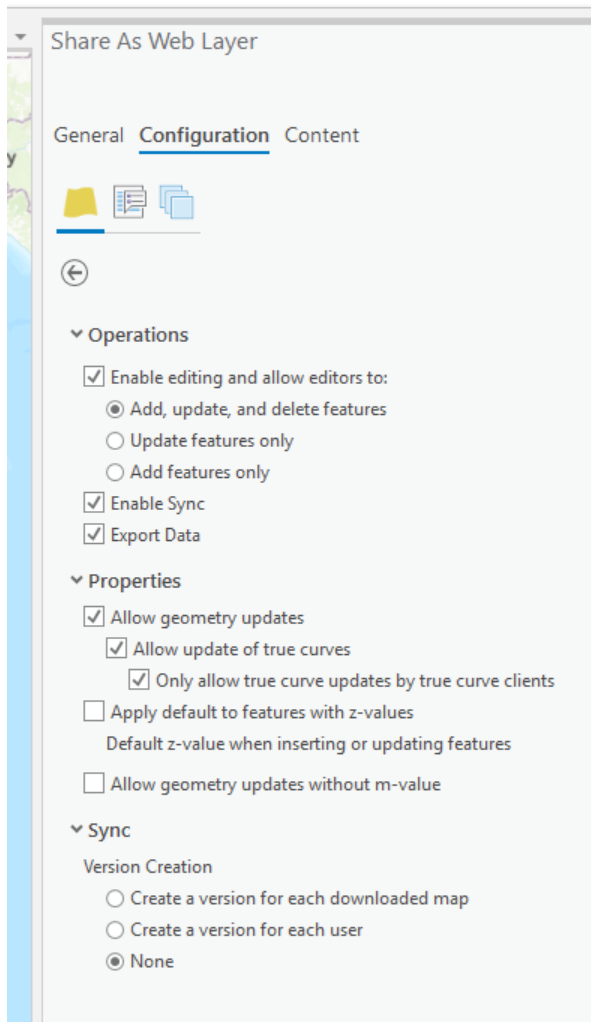 Share As Web Layer
General Configuration Content
y
Operations
Enable editing and allow editors to:
Add, update, and delete features
Update features only
Add features only
Enable Sync
Export Data
Properties
Allow geometry updates
Allow update of true curves
Only allow true curve updates by true curve clients
Apply default to features with z-values
Default z-value when inserting or updating features
Allow geometry updates without m-value
Sync
Version Creation
Create a version for each downloaded map
Create a version for each user
None